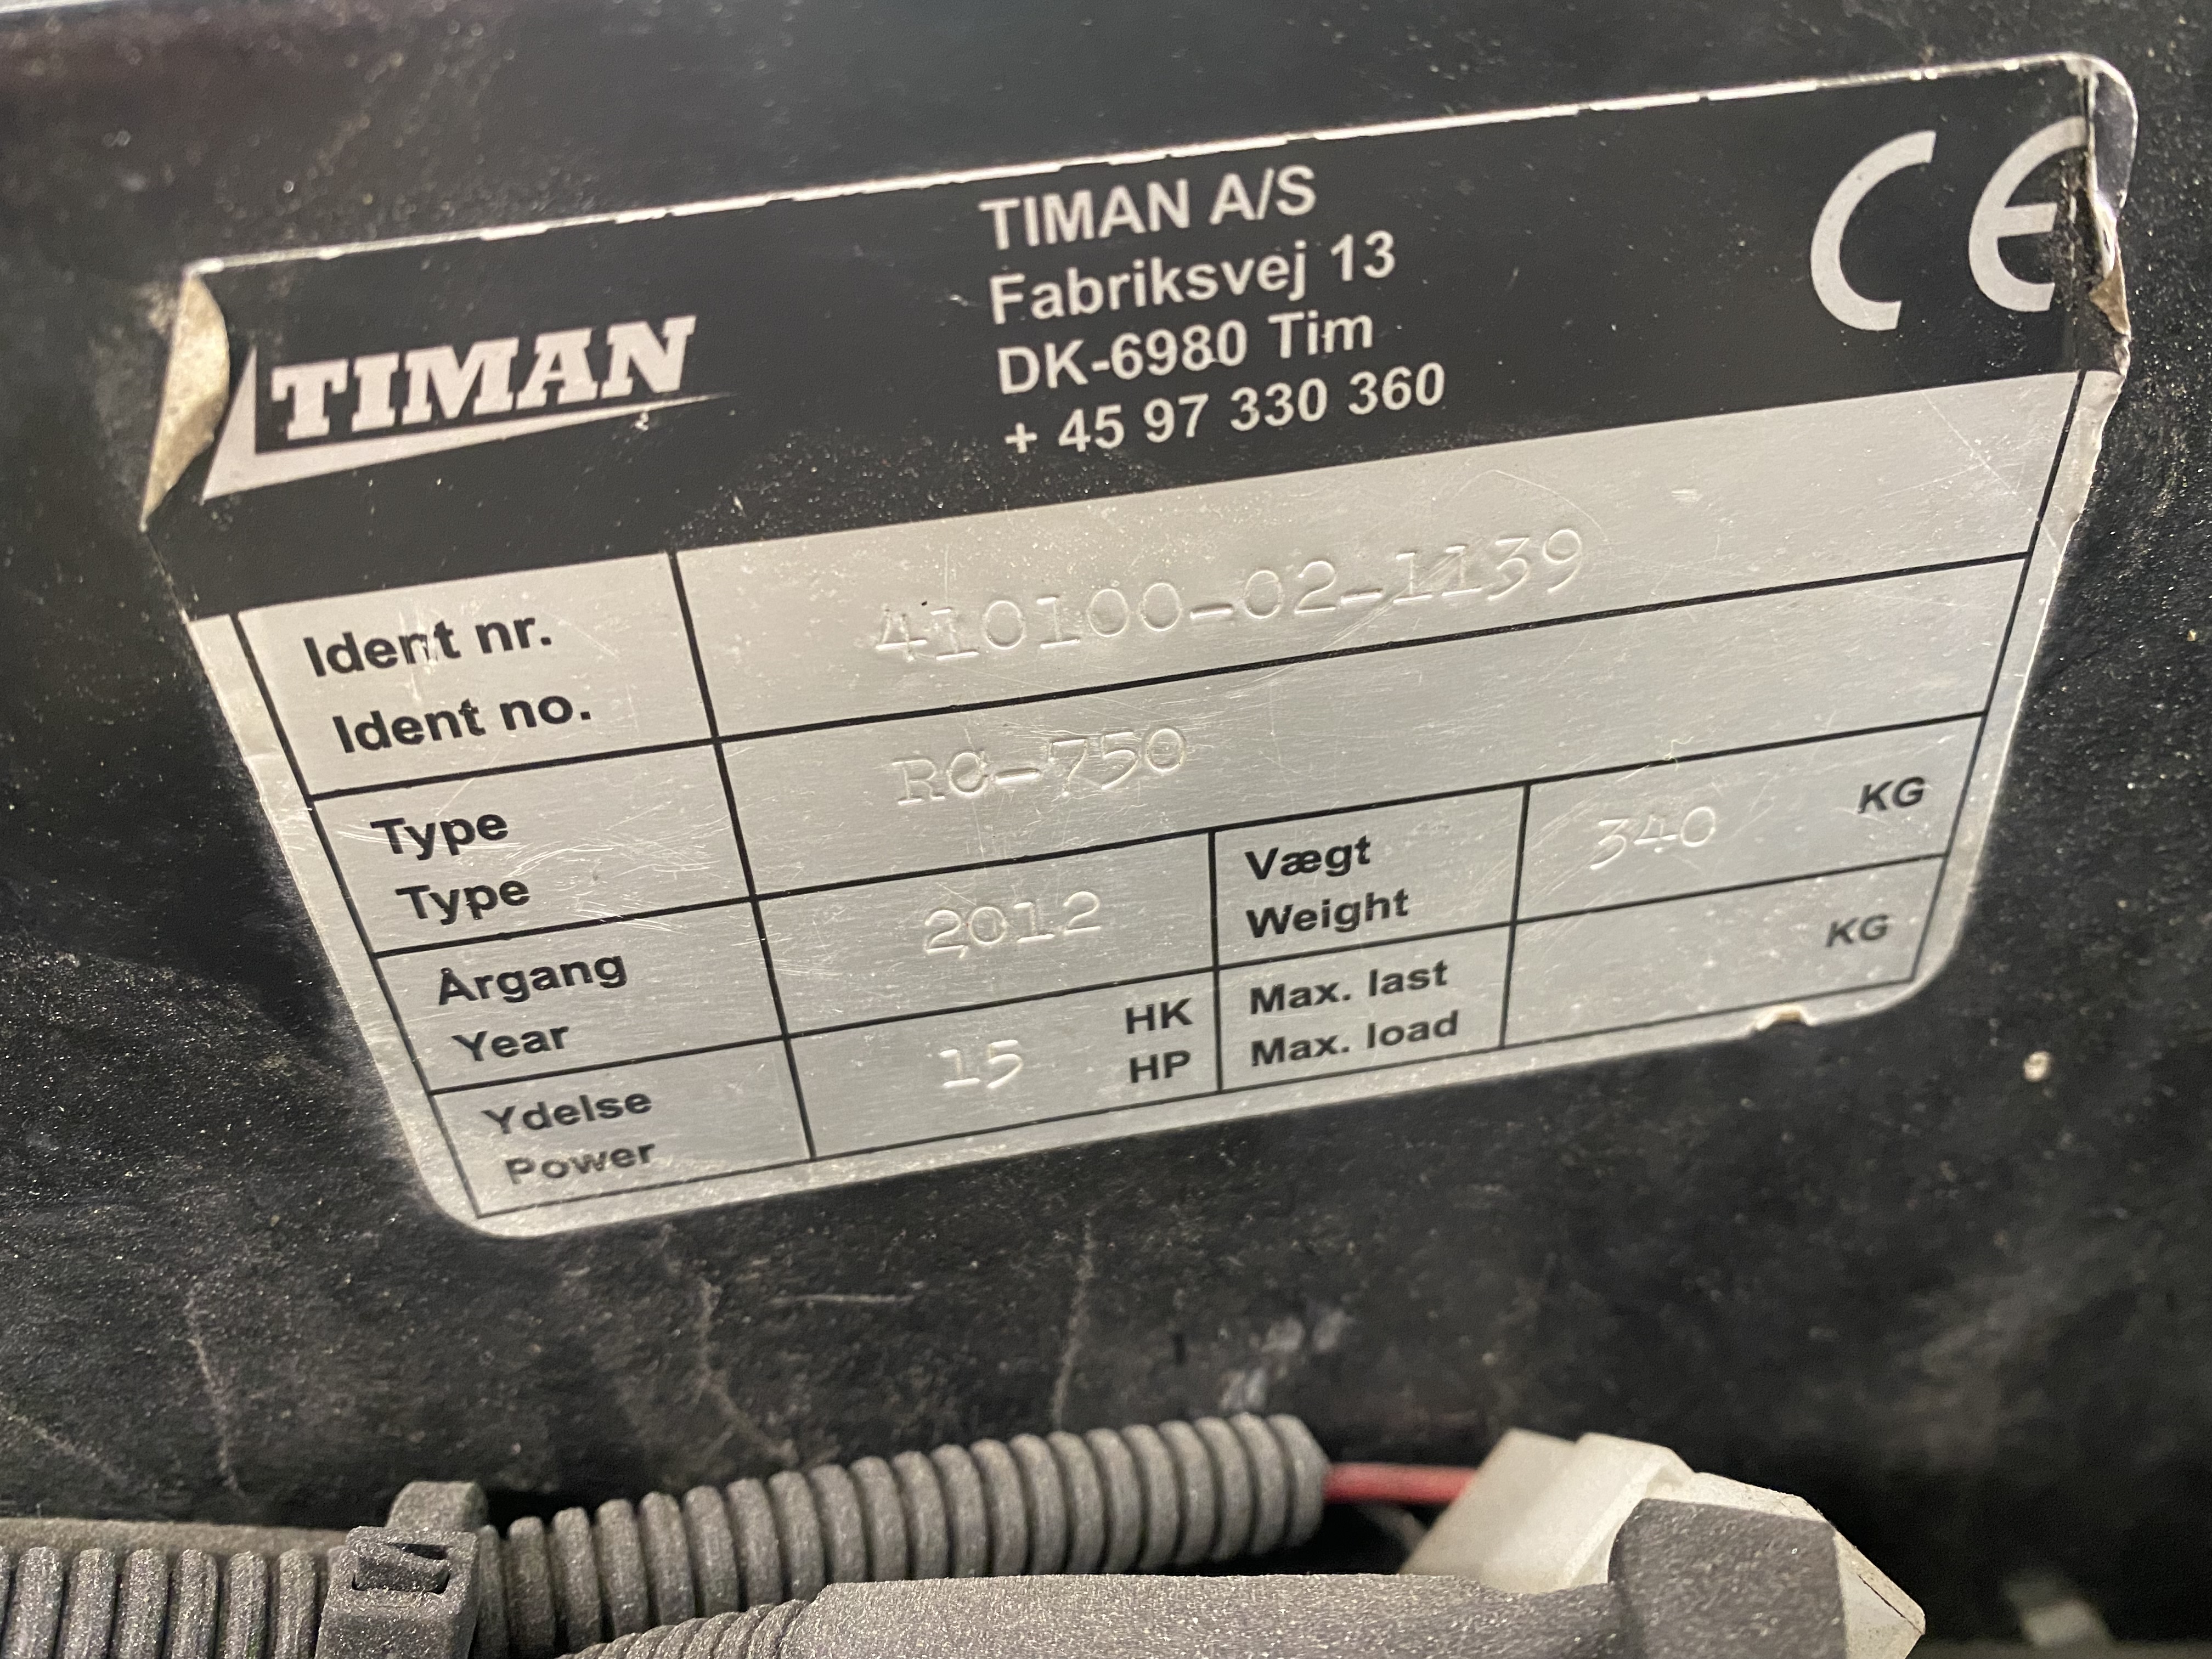 TIMAN
TIMAN A/S
Fabriksvej 13
DK-6980 Tim
+ 45 97 330 360
CE
Ident nr.
Ident no.
410100-02-1139
Type
Type
RC-750
Årgang
Year
2012
Vægt
Weight
340 KG
Ydelse
Power
15 HK
HP
Max. last
Max. load
KG